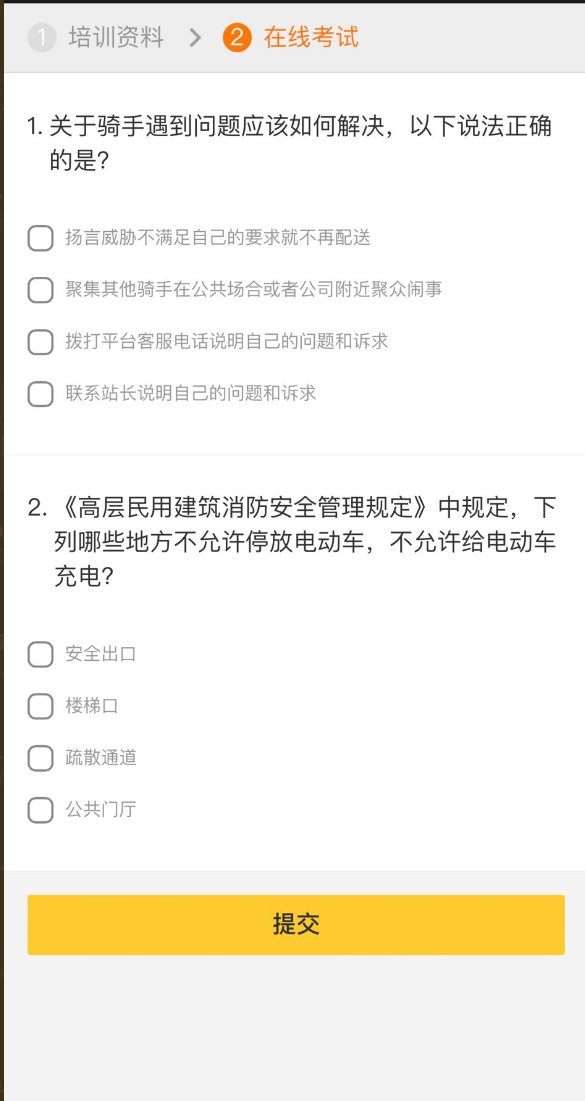 1 培训资料 > 2 在线考试
1. 关于骑手遇到问题应该如何解决，以下说法正确
的是？
扬言威胁不满足自己的要求就不再配送
聚集其他骑手在公共场合或者公司附近聚众闹事
拨打平台客服电话说明自己的问题和诉求
联系站长说明自己的问题和诉求
2. 《高层民用建筑消防安全管理规定》中规定，下
列哪些地方不允许停放电动车，不允许给电动车
充电？
安全出口
楼梯口
疏散通道
公共门厅
提交